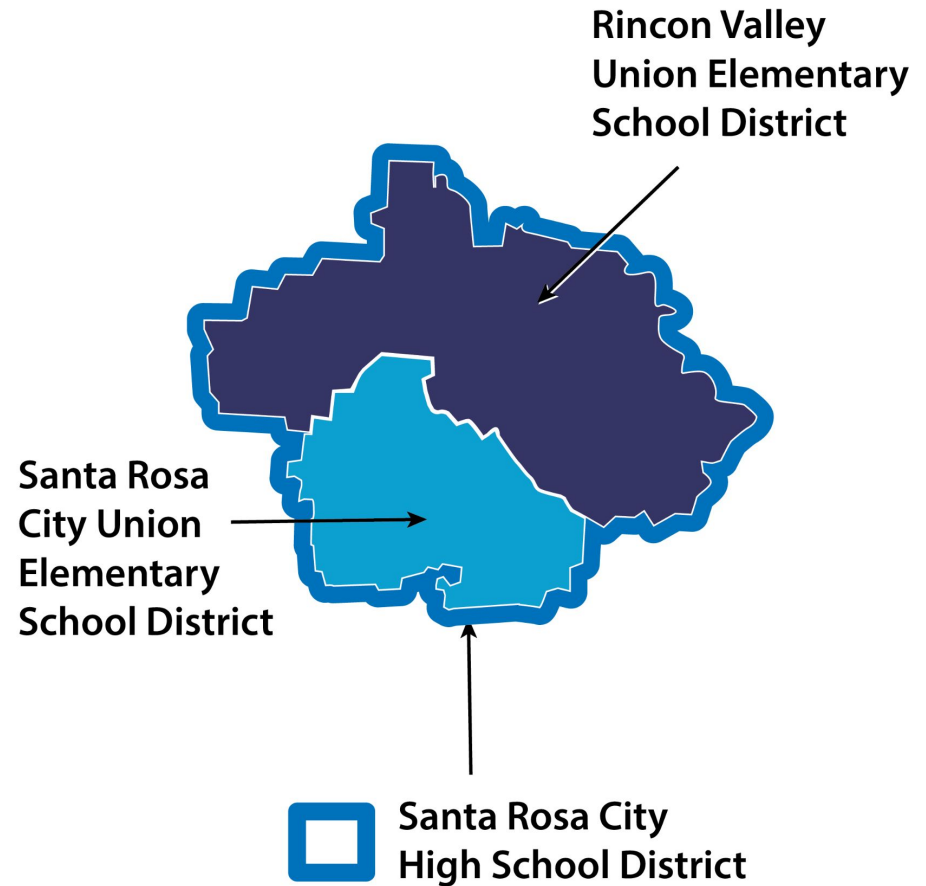 Rincon Valley
Union Elementary
School District
Santa Rosa
City Union
Elementary
School District
Santa Rosa City
High School District